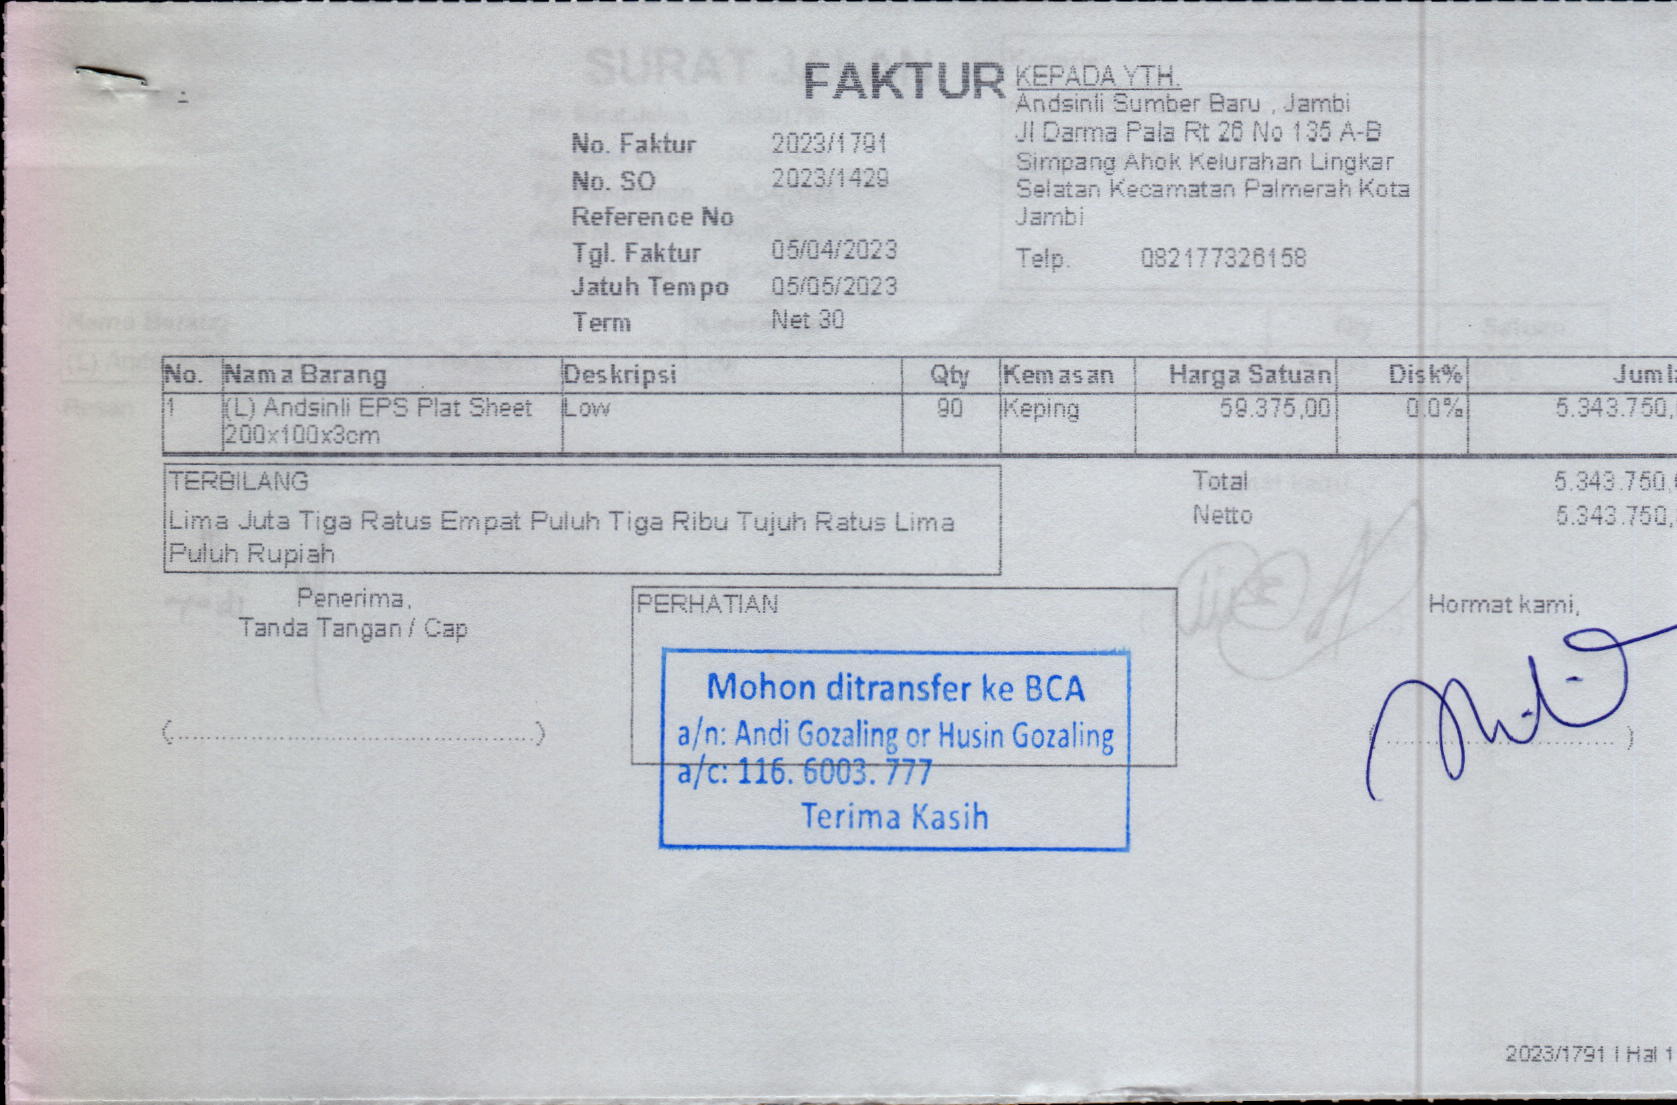 FAKTUR
No. Faktur 2023/1791
No. SO 2023/1429
Reference No
Tgl. Faktur 05/04/2023
Jatuh Tempo 05/05/2023
Term Net 30
KEPADA YTH.
Andsinli Sumber Baru , Jambi
Jl Darma Pala Rt 26 No 135 A-B
Simpang Ahok Kelurahan Lingkar
Selatan Kecamatan Palmerah Kota
Jambi
Telp. 082177326158
No. Nama Barang Deskripsi Qty Kemasan Harga Satuan Disk%
1 (L) Andsinli EPS Plat Sheet Low 90 Keping 59.375,00 0.0% 5.343.750,
200x100x3cm
TERBILANG
Lima Juta Tiga Ratus Empat Puluh Tiga Ribu Tujuh Ratus Lima
Puluh Rupiah
Total 5.343.750,
Netto 5.343.750,
Penerima,
Tanda Tangan / Cap
(........................................)
PERHATIAN
Mohon ditransfer ke BCA
a/n: Andi Gozaling or Husin Gozaling
a/c: 116. 6003. 777
Terima Kasih
Hormat kami,
2023/1791 | Hal 1
SURAT JALAN